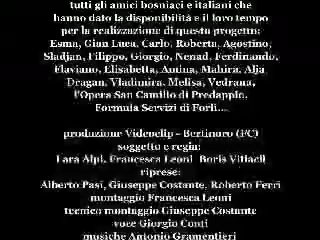 tutti gli amici bosniaci e italiani che
hanno dato la disponibilità e il loro tempo
per la realizzazione di questo progetto:
Esma, Gian Luca, Carlo, Roberta, Agostino,
Sladjan, Filippo, Giorgio, Nenad, Ferdinando,
Flaviano, Elisabetta, Amina, Mahira, Alja
Dragan, Vladimira, Melisa, Vedrana,
l'Opera San Camillo di Predappio,
Formula Servizi di Forlì...
produzione Videoclip - Bertinoro (FC)
soggetto e regia:
Lara Alpi, Francesca Leoni Boris
riprese:
Alberto Pasi, Giuseppe Costante, Roberto Ferri
montaggio Francesca Leoni
tecnico montaggio Giuseppe Costante
voce Giorgio Conti
musiche Antonio Gramentieri